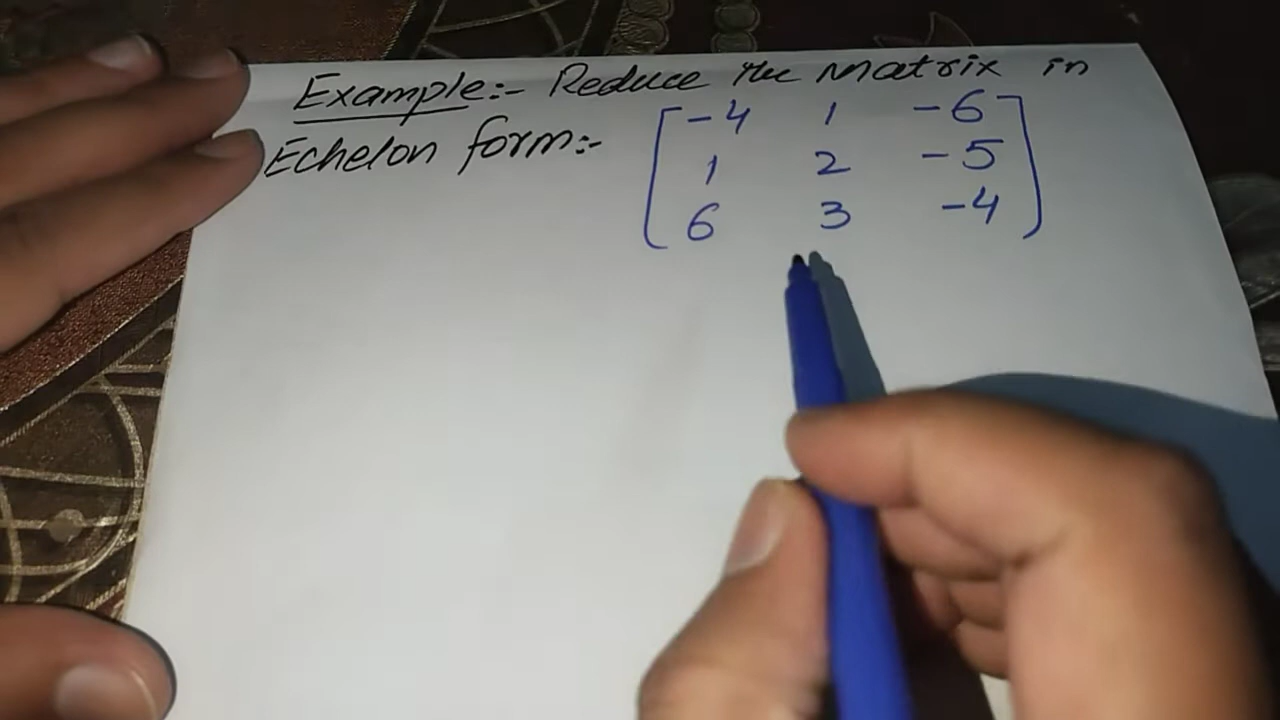 Example:- Reduce the Matrix in
Echelon form:- [ -4 1 -6
1 2 -5
6 3 -4 ]